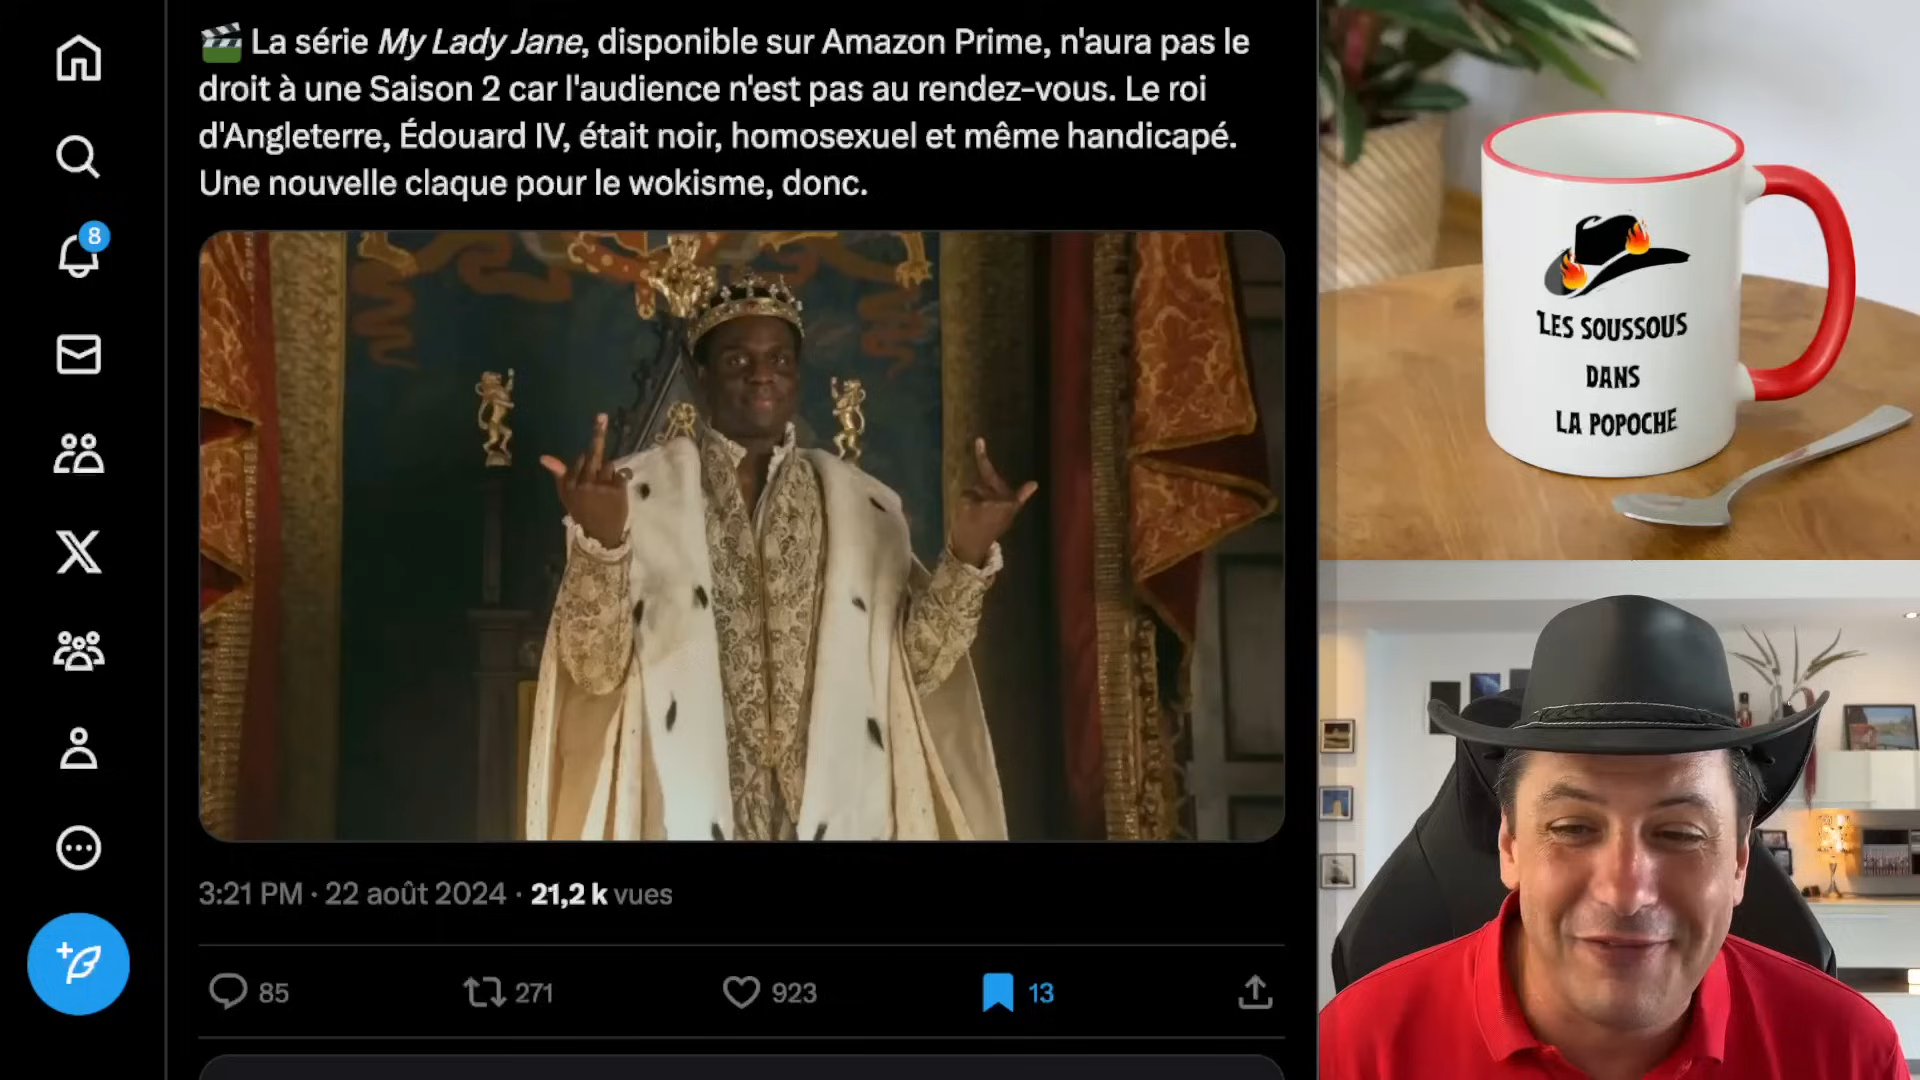 La série My Lady Jane, disponible sur Amazon Prime, n'aura pas le
droit à une Saison 2 car l'audience n'est pas au rendez-vous. Le roi
d'Angleterre, Édouard IV, était noir, homosexuel et même handicapé.
Une nouvelle claque pour le wokisme, donc.
8
3:21 PM · 22 août 2024 · 21,2 k vues
85
271
923
13
LES SOUSSOUS
DANS
LA POPOCHE